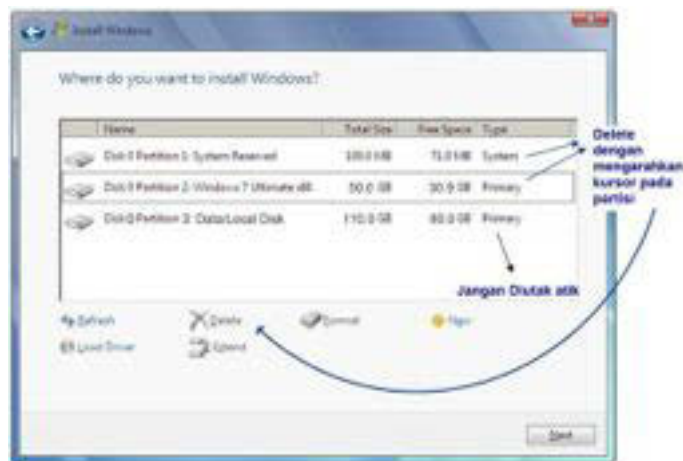 Install Windows
Where do you want to install Windows?
Name Total Size Free Space Type
Disk 0 Partition 1: System Reserved 100.0 MB 72.0 MB System
Disk 0 Partition 2: Windows 7 Ultimate x86 50.0 GB 30.9 GB Primary
Disk 0 Partition 3: Data/Local Disk 110.0 GB 60.0 GB Primary
Delete
dengan
mengarahkan
kursor pada
partisi
Jangan Diutak atik
Refresh Delete Format New
Load Driver Extend
Next